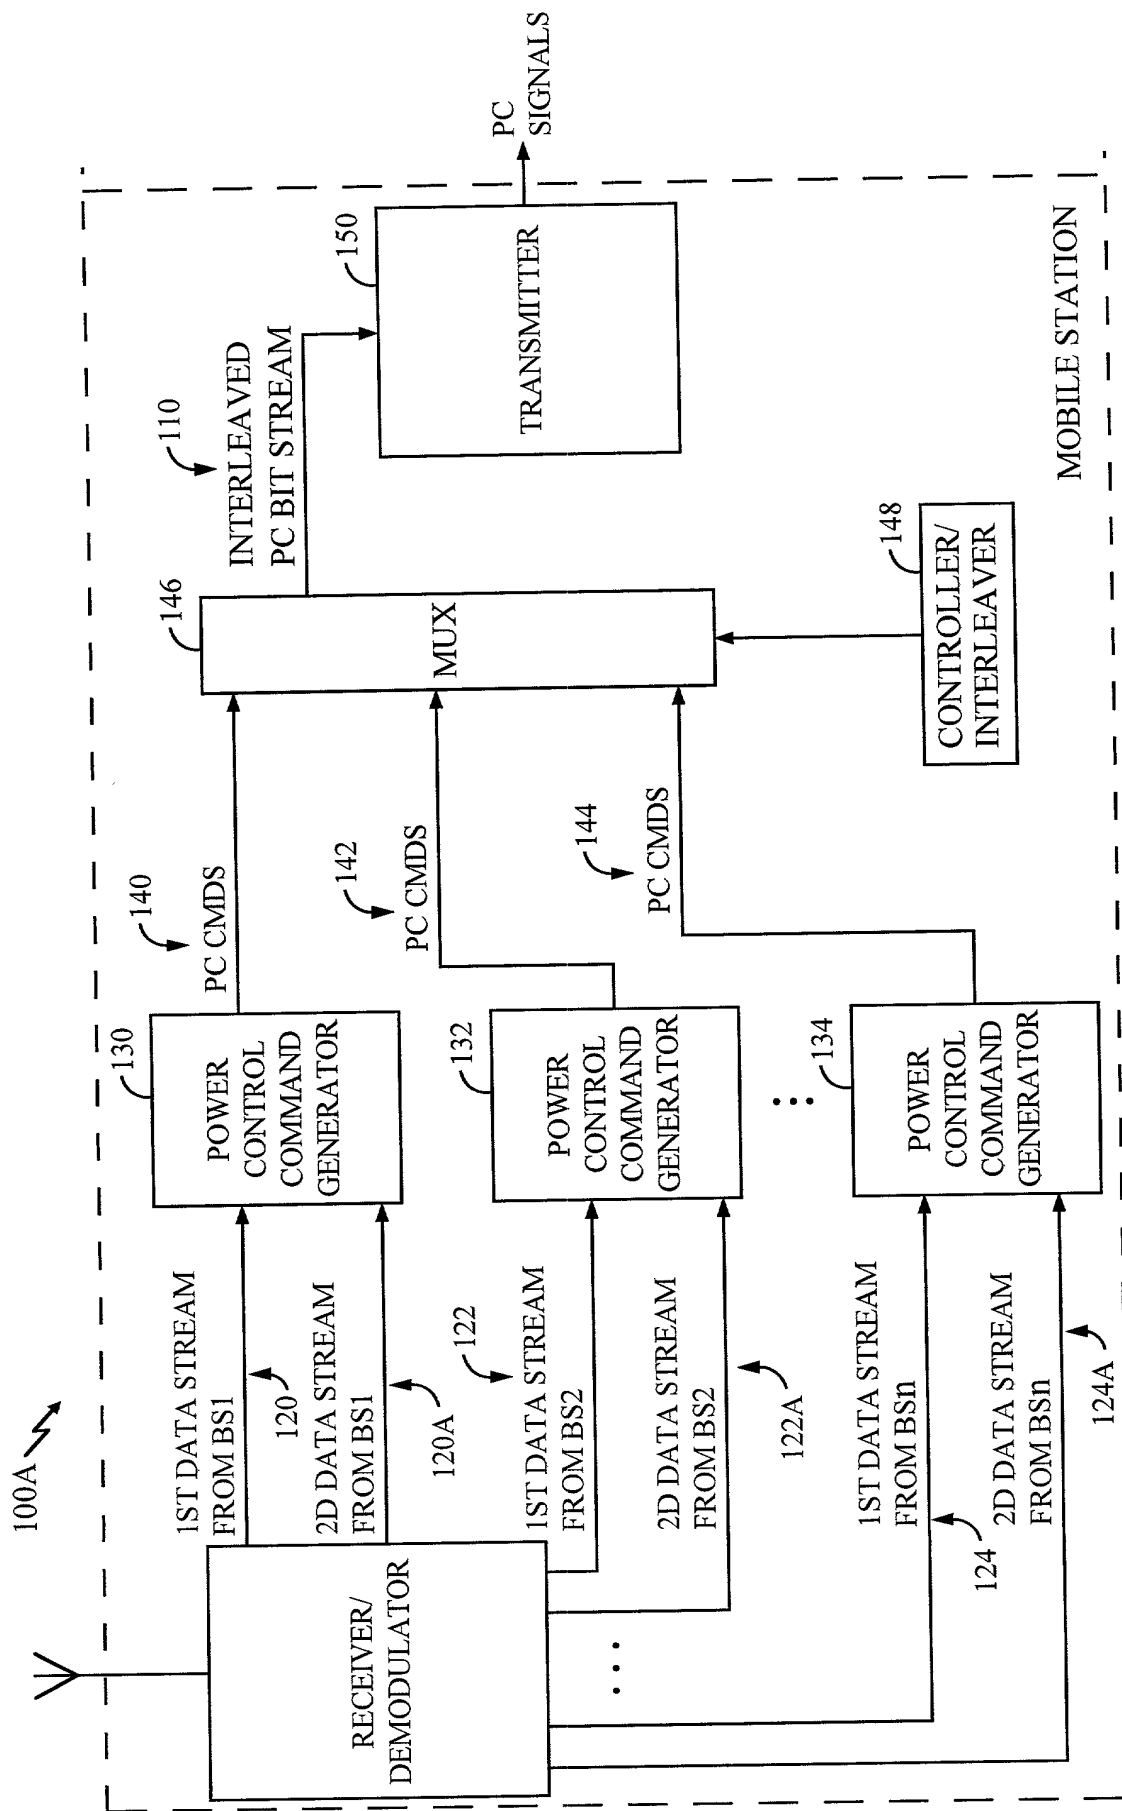 100A
RECEIVER/
DEMODULATOR
1ST DATA STREAM
FROM BS1
120
2D DATA STREAM
FROM BS1
120A
122
1ST DATA STREAM
FROM BS2
2D DATA STREAM
FROM BS2
122A
1ST DATA STREAM
FROM BSn
124
2D DATA STREAM
FROM BSn
124A
130
POWER
CONTROL
COMMAND
GENERATOR
132
POWER
CONTROL
COMMAND
GENERATOR
134
POWER
CONTROL
COMMAND
GENERATOR
140
PC CMDS
142
PC CMDS
144
PC CMDS
146
MUX
148
CONTROLLER/
INTERLEAVER
110
INTERLEAVED
PC BIT STREAM
150
TRANSMITTER
PC
SIGNALS
MOBILE STATION